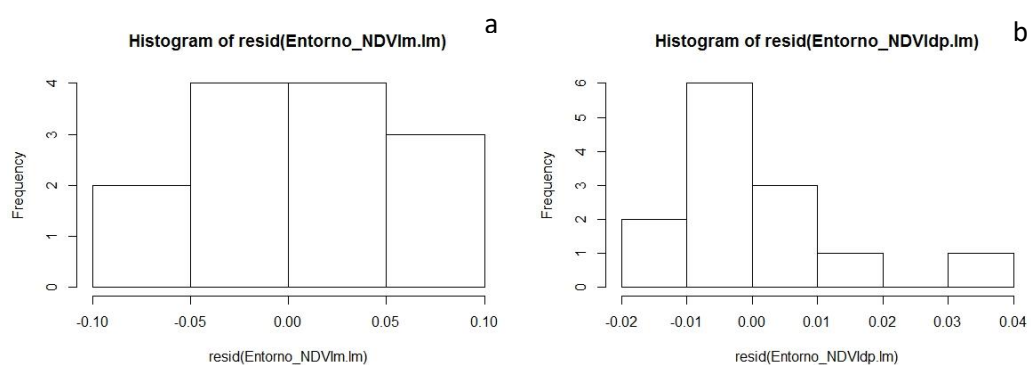 a
Histogram of resid(Entorno_NDVIm.lm)
Frequency
4
3
2
1
0
-0.10 -0.05 0.00 0.05 0.10
resid(Entorno_NDVIm.lm)
b
Histogram of resid(Entorno_NDVIdp.lm)
Frequency
6
5
4
3
2
1
0
-0.02 -0.01 0.00 0.01 0.02 0.03 0.04
resid(Entorno_NDVIdp.lm)